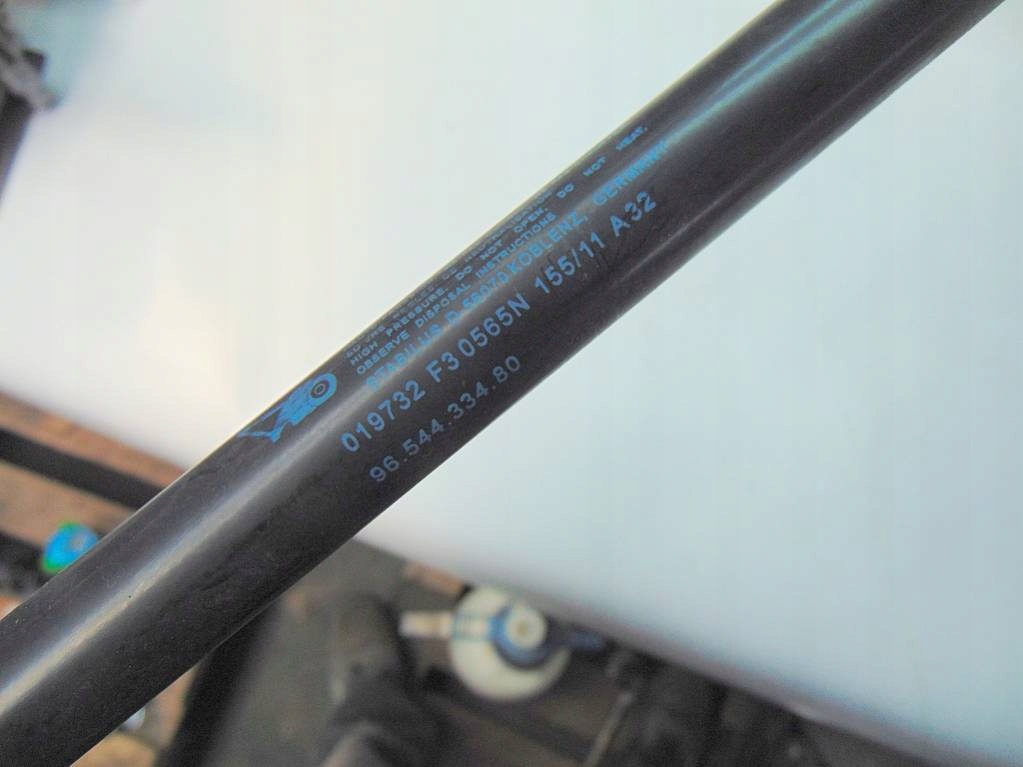 HIGH PRESSURE. DO NOT OPEN. DO NOT HEAT.
OBSERVE DISPOSAL INSTRUCTIONS
STABILUS D-56070 KOBLENZ, GERMANY
019732 F3 0565N 155/11 A32
96.544.334.80